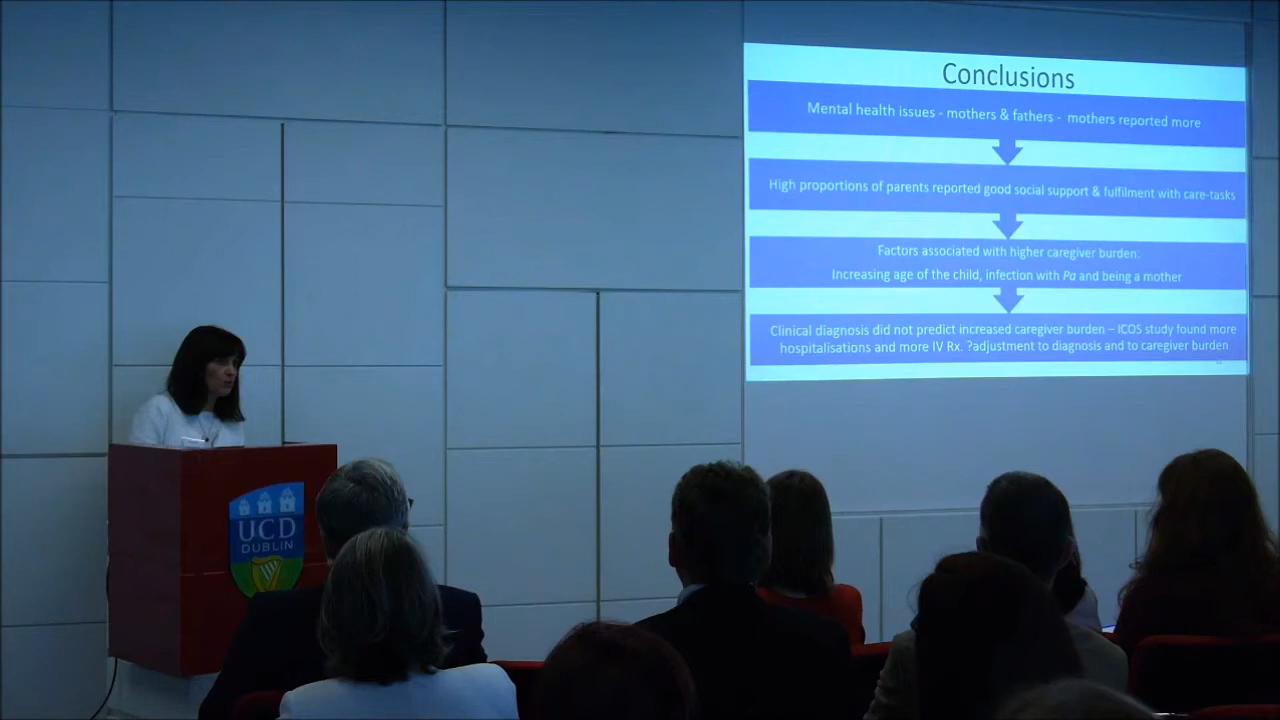 Conclusions
Mental health issues - mothers & fathers - mothers reported more
High proportions of parents reported good social support & fulfilment with care-tasks
Factors associated with higher caregiver burden:
Increasing age of the child, infection with Pa and being a mother
Clinical diagnosis did not predict increased caregiver burden – ICOS study found more
hospitalisations and more IV Rx. ?adjustment to diagnosis and to caregiver burden
UCD
DUBLIN